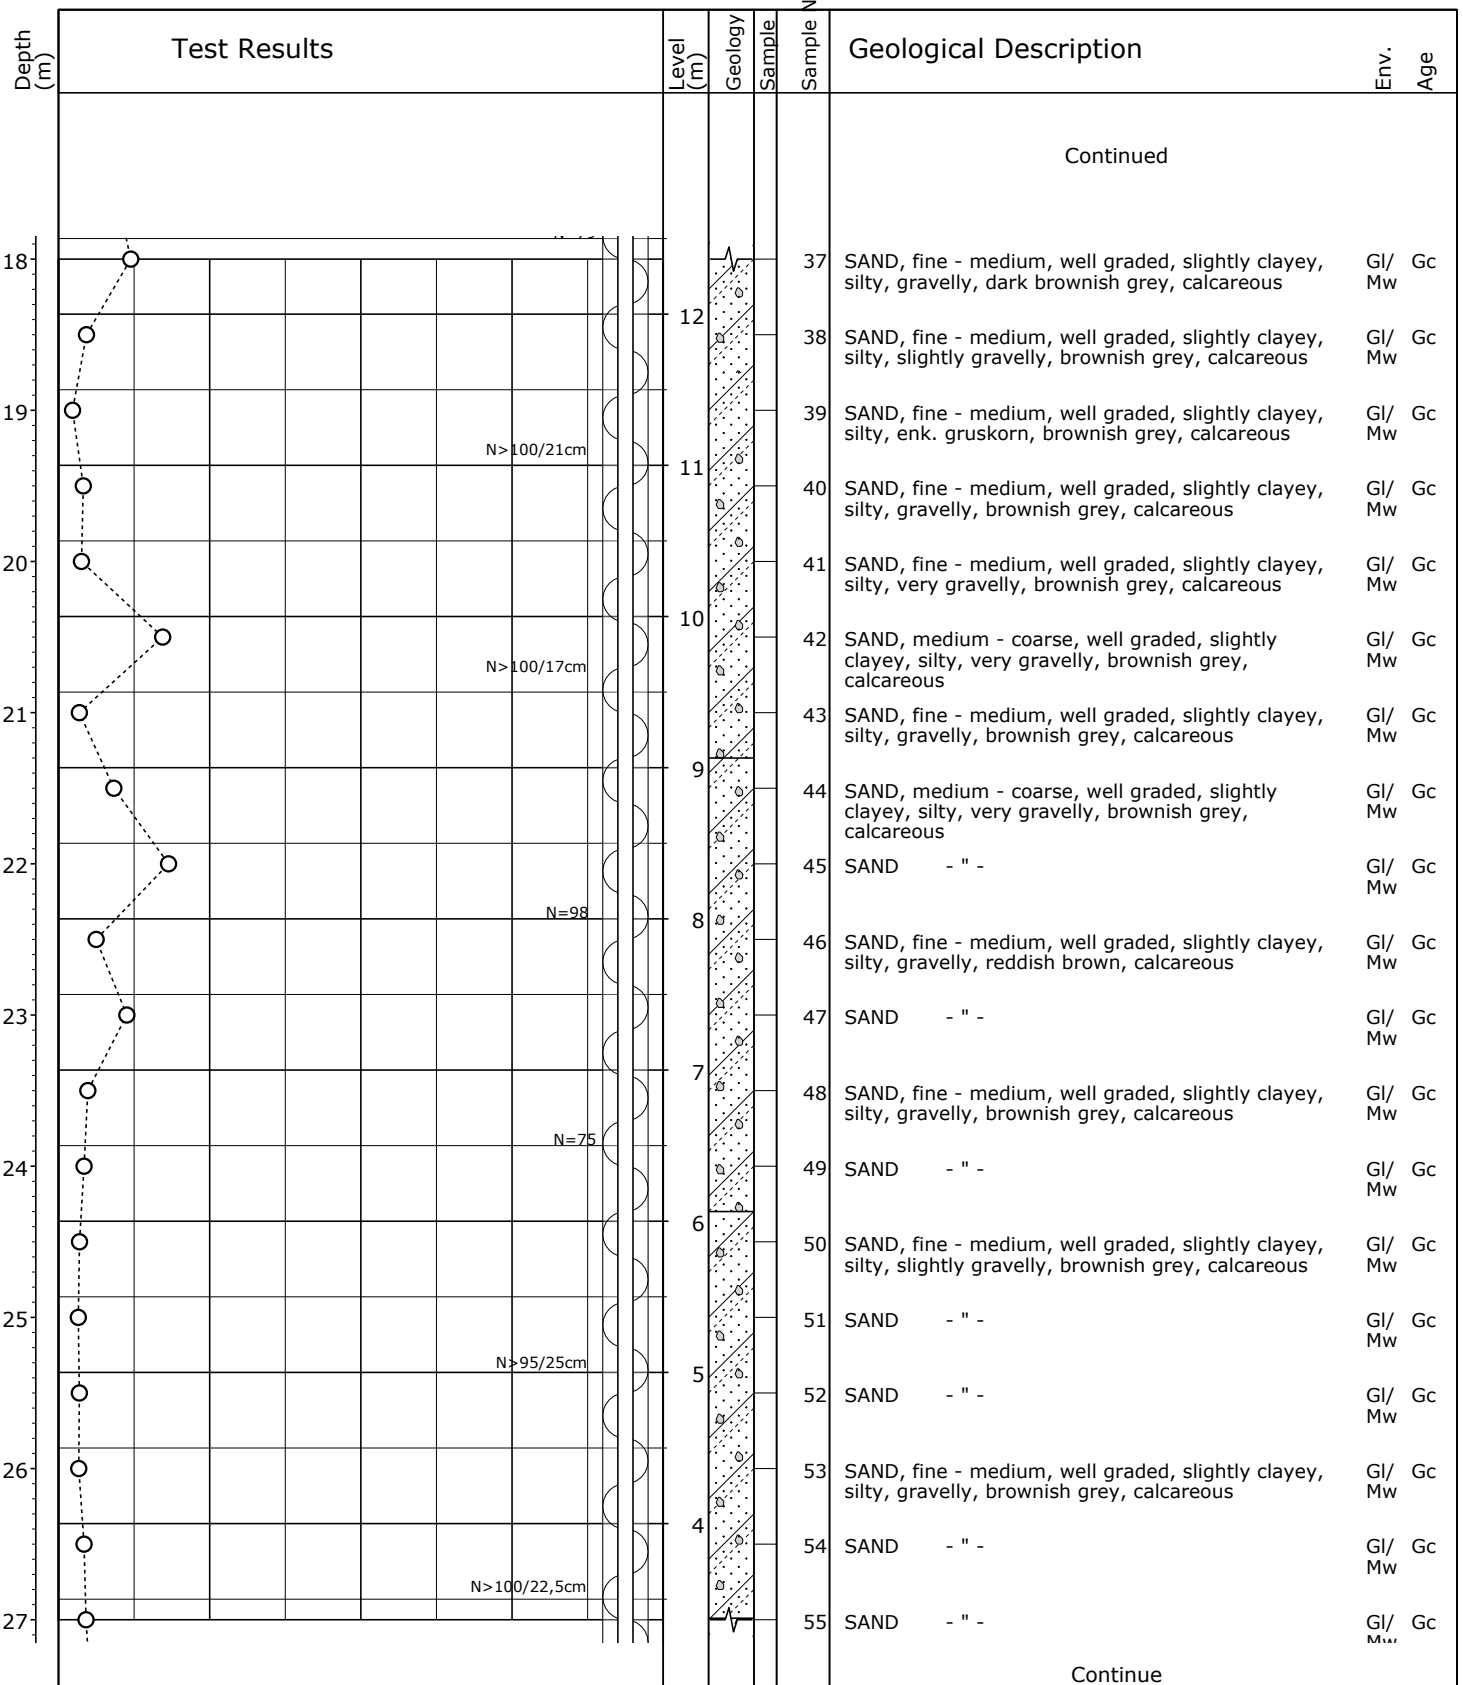 Depth (m)
Test Results
Level (m)
Geology
Sample
Sample
Geological Description
Env.
Age
Continued
18
37 SAND, fine - medium, well graded, slightly clayey, Gl/ Gc
silty, gravelly, dark brownish grey, calcareous Mw
12
38 SAND, fine - medium, well graded, slightly clayey, Gl/ Gc
silty, slightly gravelly, brownish grey, calcareous Mw
19
39 SAND, fine - medium, well graded, slightly clayey, Gl/ Gc
silty, enk. gruskorn, brownish grey, calcareous Mw
N>100/21cm
11
40 SAND, fine - medium, well graded, slightly clayey, Gl/ Gc
silty, gravelly, brownish grey, calcareous Mw
20
41 SAND, fine - medium, well graded, slightly clayey, Gl/ Gc
silty, very gravelly, brownish grey, calcareous Mw
10
42 SAND, medium - coarse, well graded, slightly Gl/ Gc
clayey, silty, very gravelly, brownish grey, Mw
calcareous
N>100/17cm
21
43 SAND, fine - medium, well graded, slightly clayey, Gl/ Gc
silty, gravelly, brownish grey, calcareous Mw
9
44 SAND, medium - coarse, well graded, slightly Gl/ Gc
clayey, silty, very gravelly, brownish grey, Mw
calcareous
22
45 SAND - " - Gl/ Gc
Mw
N=98
8
46 SAND, fine - medium, well graded, slightly clayey, Gl/ Gc
silty, gravelly, reddish brown, calcareous Mw
23
47 SAND - " - Gl/ Gc
Mw
7
48 SAND, fine - medium, well graded, slightly clayey, Gl/ Gc
silty, gravelly, brownish grey, calcareous Mw
N=75
24
49 SAND - " - Gl/ Gc
Mw
6
50 SAND, fine - medium, well graded, slightly clayey, Gl/ Gc
silty, slightly gravelly, brownish grey, calcareous Mw
25
51 SAND - " - Gl/ Gc
Mw
N>95/25cm
5
52 SAND - " - Gl/ Gc
Mw
26
53 SAND, fine - medium, well graded, slightly clayey, Gl/ Gc
silty, gravelly, brownish grey, calcareous Mw
4
54 SAND - " - Gl/ Gc
Mw
N>100/22,5cm
27
55 SAND - " - Gl/ Gc
Mw
Continue